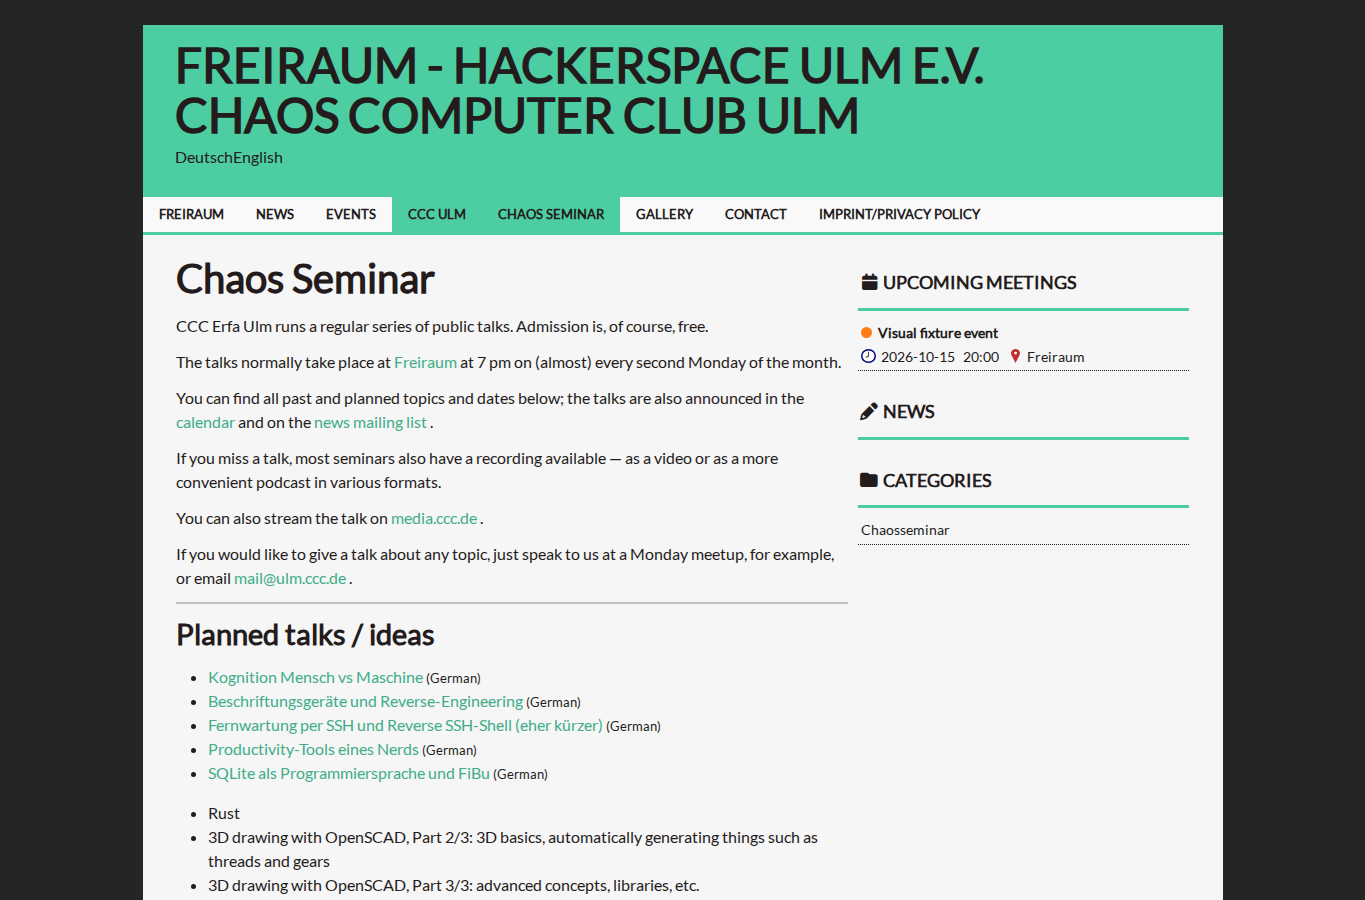 FREIRAUM - HACKERSPACE ULM E.V.
CHAOS COMPUTER CLUB ULM
DeutschEnglish
FREIRAUM NEWS EVENTS CCC ULM CHAOS SEMINAR GALLERY CONTACT IMPRINT/PRIVACY POLICY
Chaos Seminar
CCC Erfa Ulm runs a regular series of public talks. Admission is, of course, free.
The talks normally take place at Freiraum at 7 pm on (almost) every second Monday of the month.
You can find all past and planned topics and dates below; the talks are also announced in the
calendar and on the news mailing list .
If you miss a talk, most seminars also have a recording available — as a video or as a more
convenient podcast in various formats.
You can also stream the talk on media.ccc.de .
If you would like to give a talk about any topic, just speak to us at a Monday meetup, for example,
or email mail@ulm.ccc.de .
Planned talks / ideas
Kognition Mensch vs Maschine (German)
Beschriftungsgeräte und Reverse-Engineering (German)
Fernwartung per SSH und Reverse SSH-Shell (eher kürzer) (German)
Productivity-Tools eines Nerds (German)
SQLite als Programmiersprache und FiBu (German)
Rust
3D drawing with OpenSCAD, Part 2/3: 3D basics, automatically generating things such as
threads and gears
3D drawing with OpenSCAD, Part 3/3: advanced concepts, libraries, etc.
UPCOMING MEETINGS
Visual fixture event
2026-10-15 20:00 Freiraum
NEWS
CATEGORIES
Chaosseminar